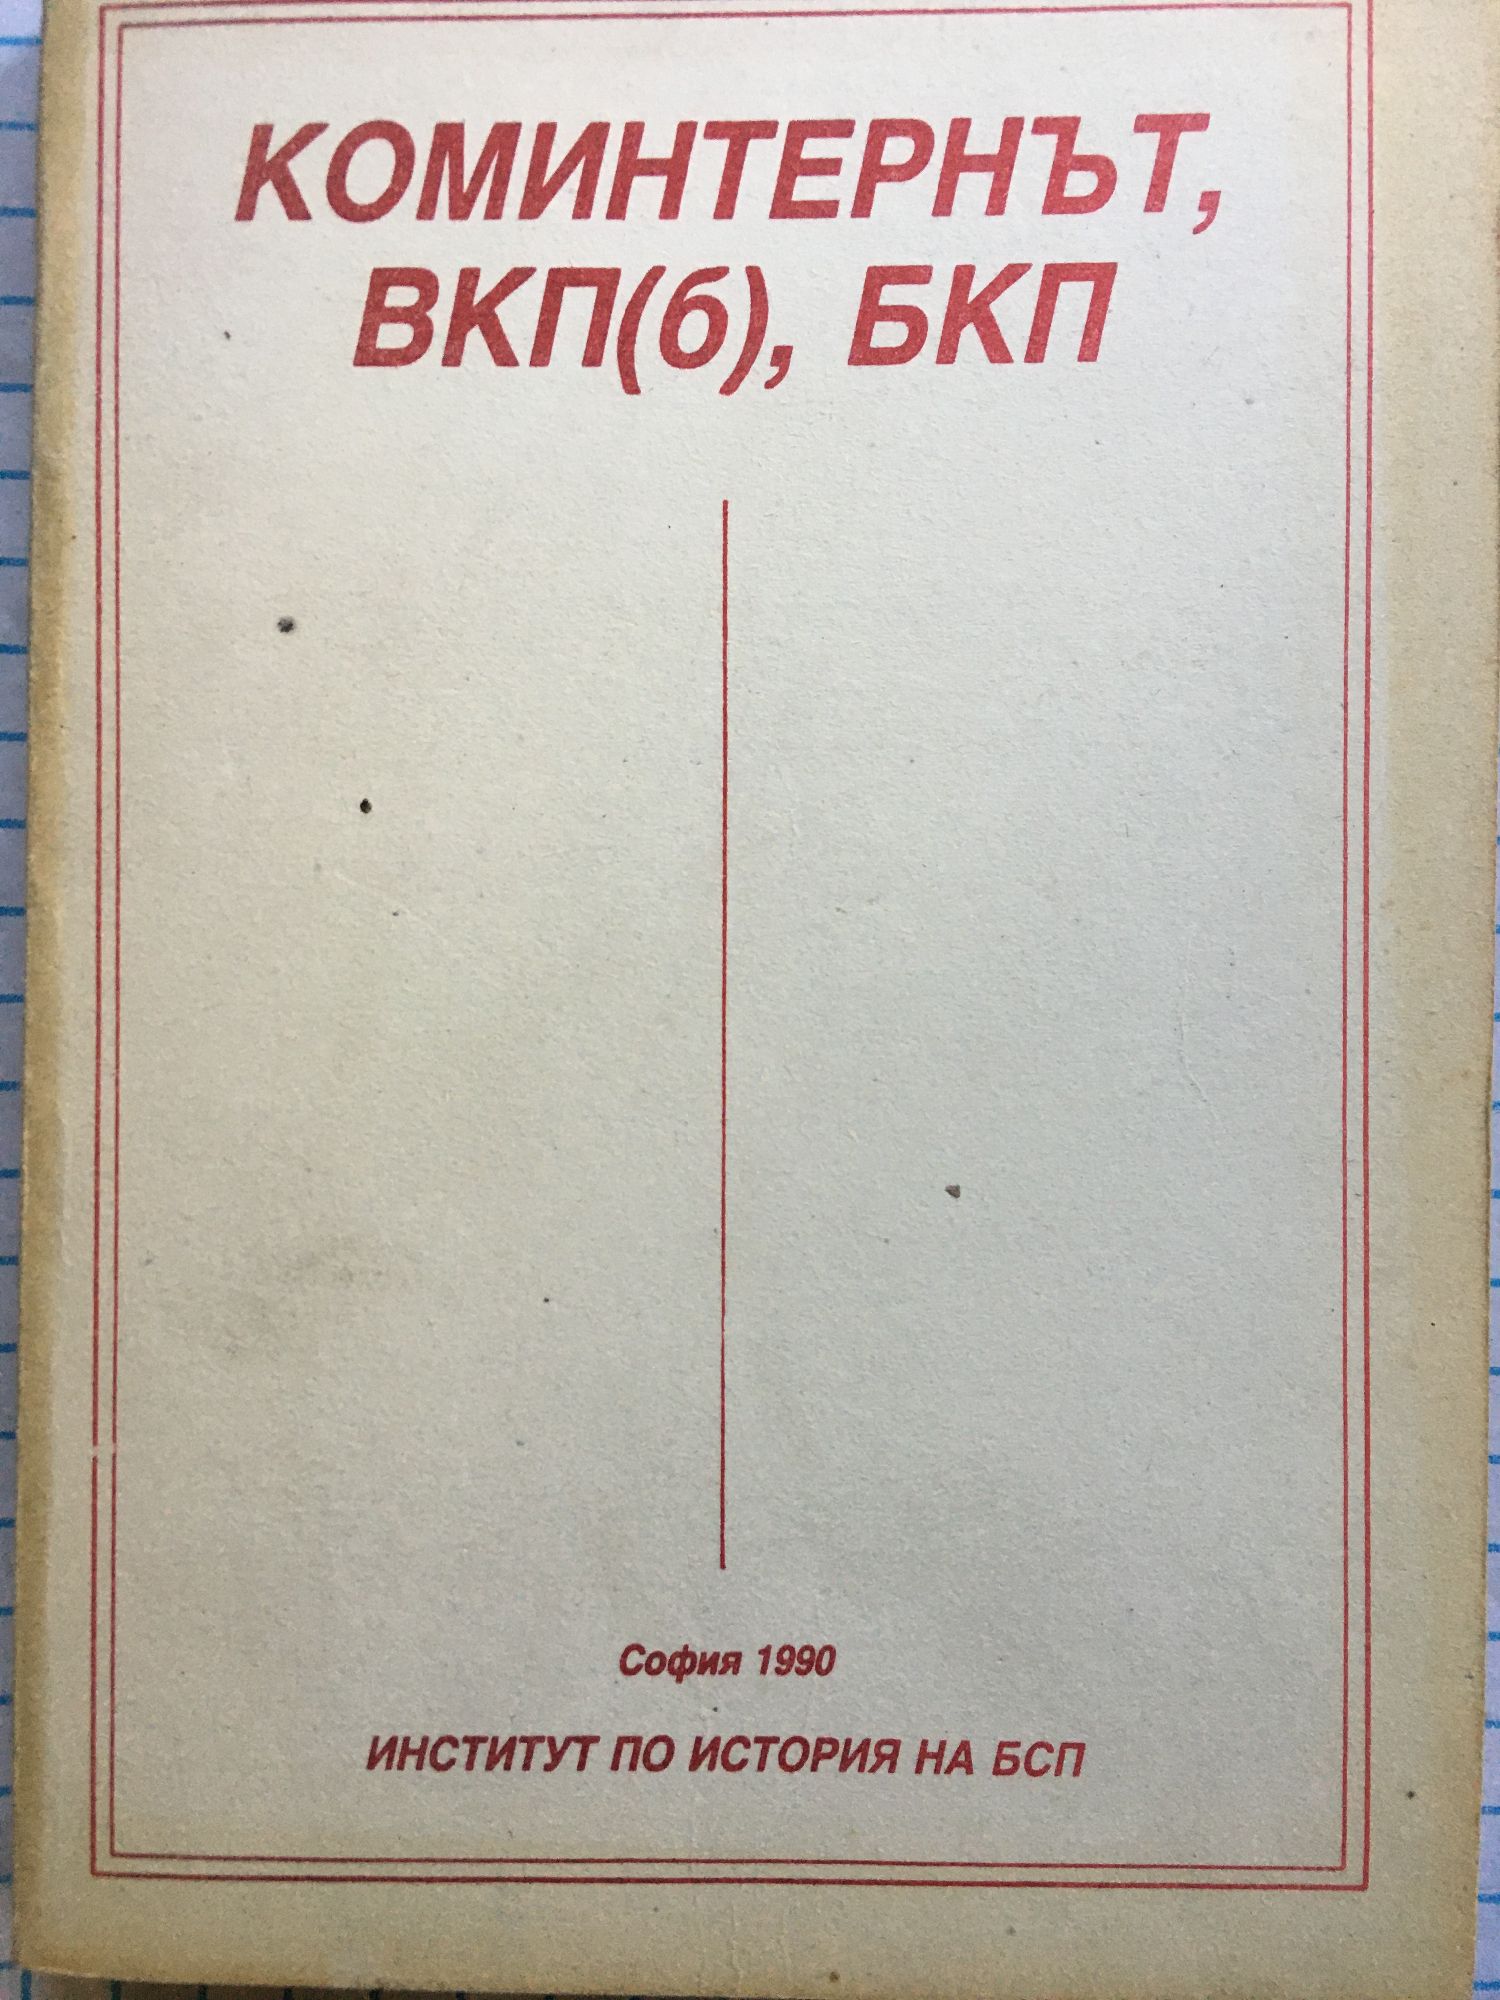 КОМИНТЕРНЪТ,
ВКП(б), БКП
София 1990
ИНСТИТУТ ПО ИСТОРИЯ НА БСП